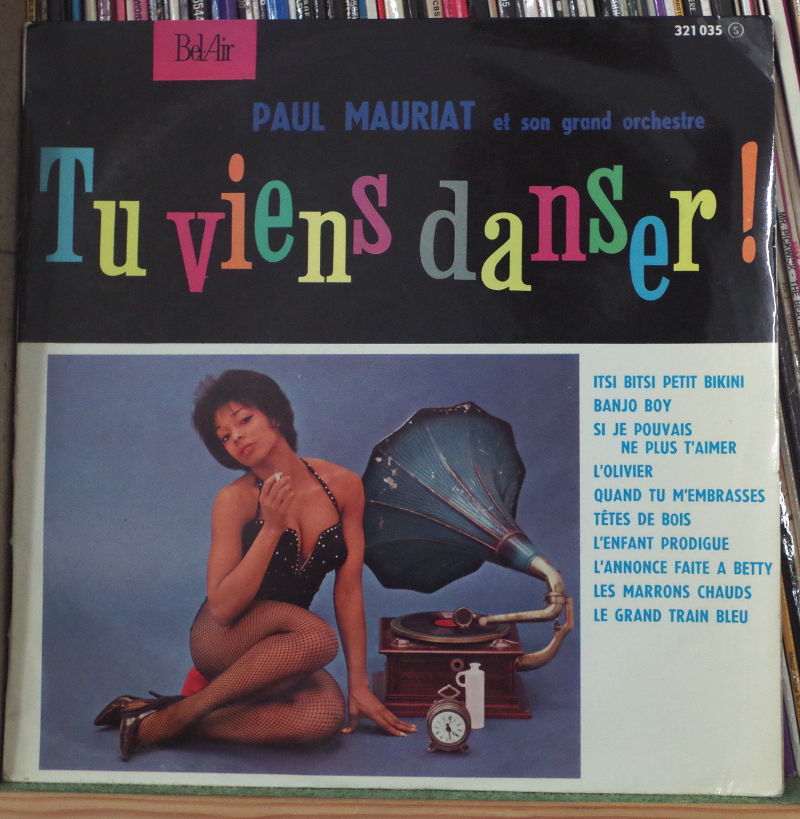 Bel-Air
321 035 S
PAUL MAURIAT et son grand orchestre
Tu viens danser !
ITSI BITSI PETIT BIKINI
BANJO BOY
SI JE POUVAIS
NE PLUS T'AIMER
L'OLIVIER
QUAND TU M'EMBRASSES
TÊTES DE BOIS
L'ENFANT PRODIGUE
L'ANNONCE FAITE A BETTY
LES MARRONS CHAUDS
LE GRAND TRAIN BLEU